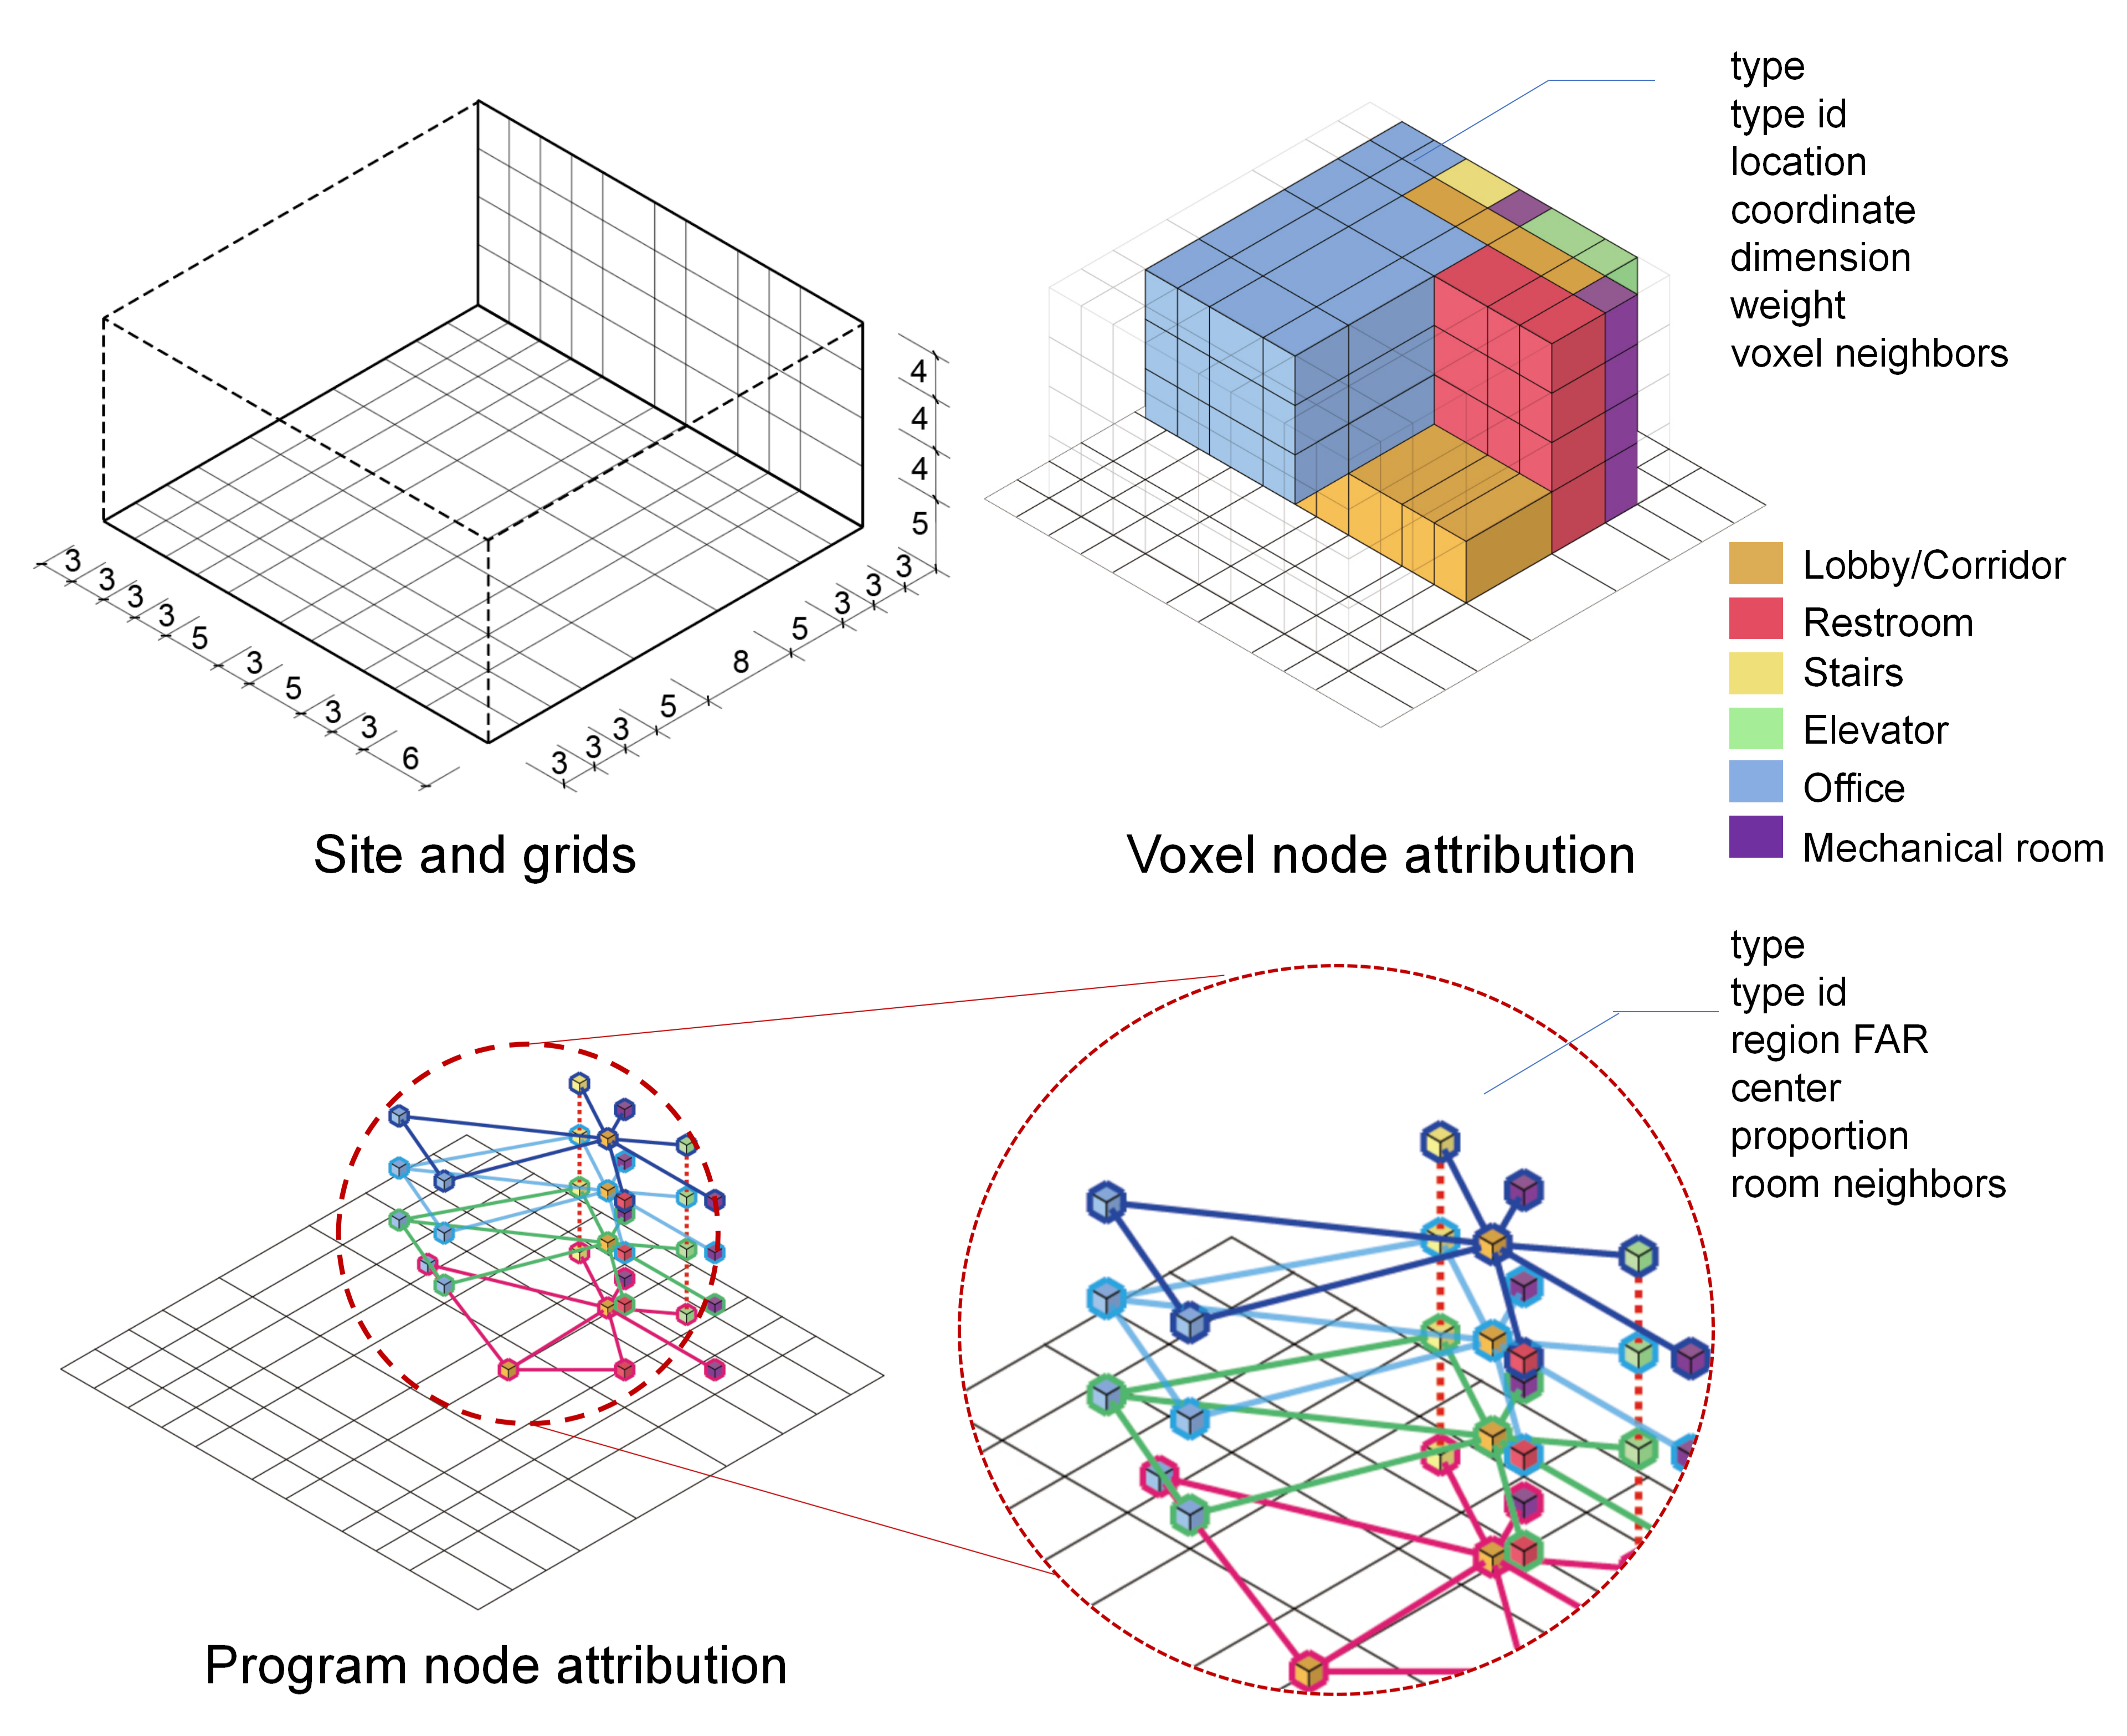 3
3
3
3
5
3
5
3
3
6
3
3
3
5
8
5
3
3
3
5
4
4
4
Site and grids
type
type id
location
coordinate
dimension
weight
voxel neighbors
Lobby/Corridor
Restroom
Stairs
Elevator
Office
Mechanical room
Voxel node attribution
type
type id
region FAR
center
proportion
room neighbors
Program node attribution